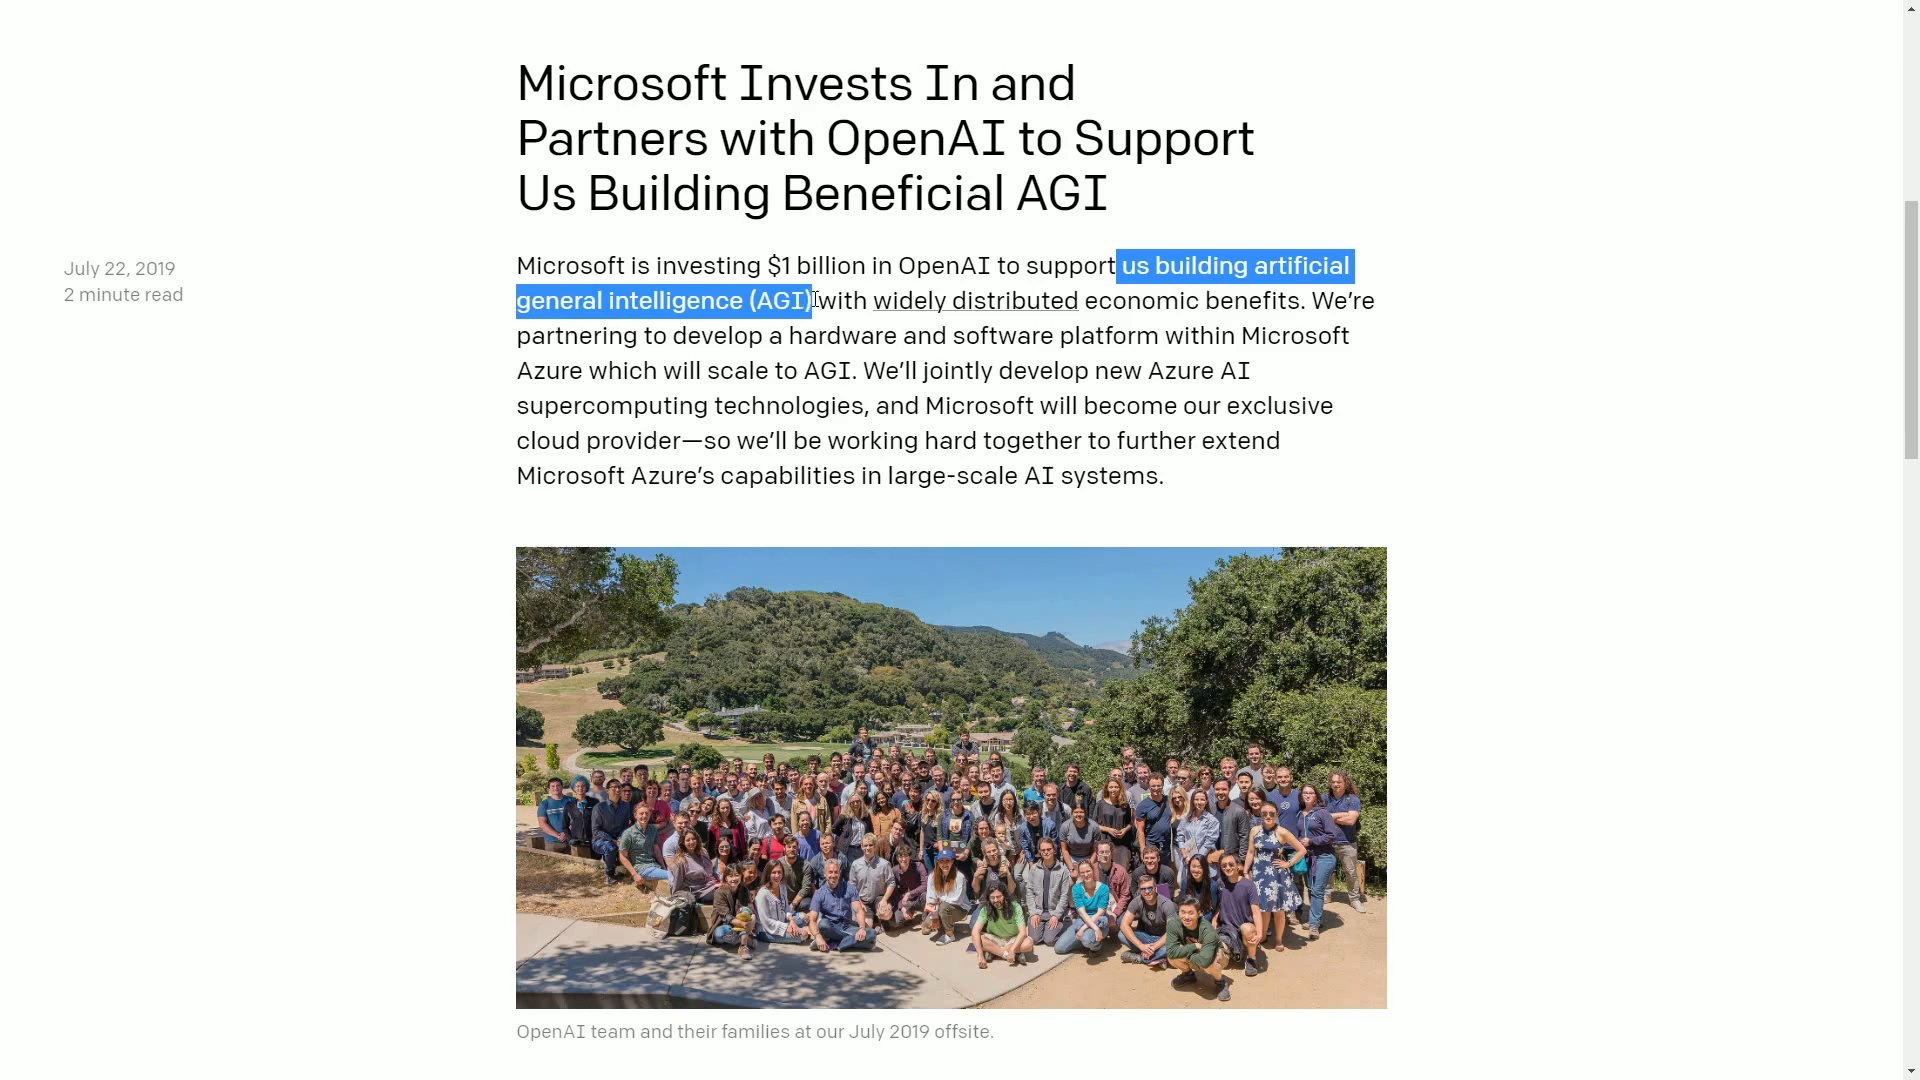 Microsoft Invests In and
Partners with OpenAI to Support
Us Building Beneficial AGI
July 22, 2019
2 minute read
Microsoft is investing $1 billion in OpenAI to support us building artificial
general intelligence (AGI) with widely distributed economic benefits. We’re
partnering to develop a hardware and software platform within Microsoft
Azure which will scale to AGI. We’ll jointly develop new Azure AI
supercomputing technologies, and Microsoft will become our exclusive
cloud provider—so we’ll be working hard together to further extend
Microsoft Azure’s capabilities in large-scale AI systems.
OpenAI team and their families at our July 2019 offsite.